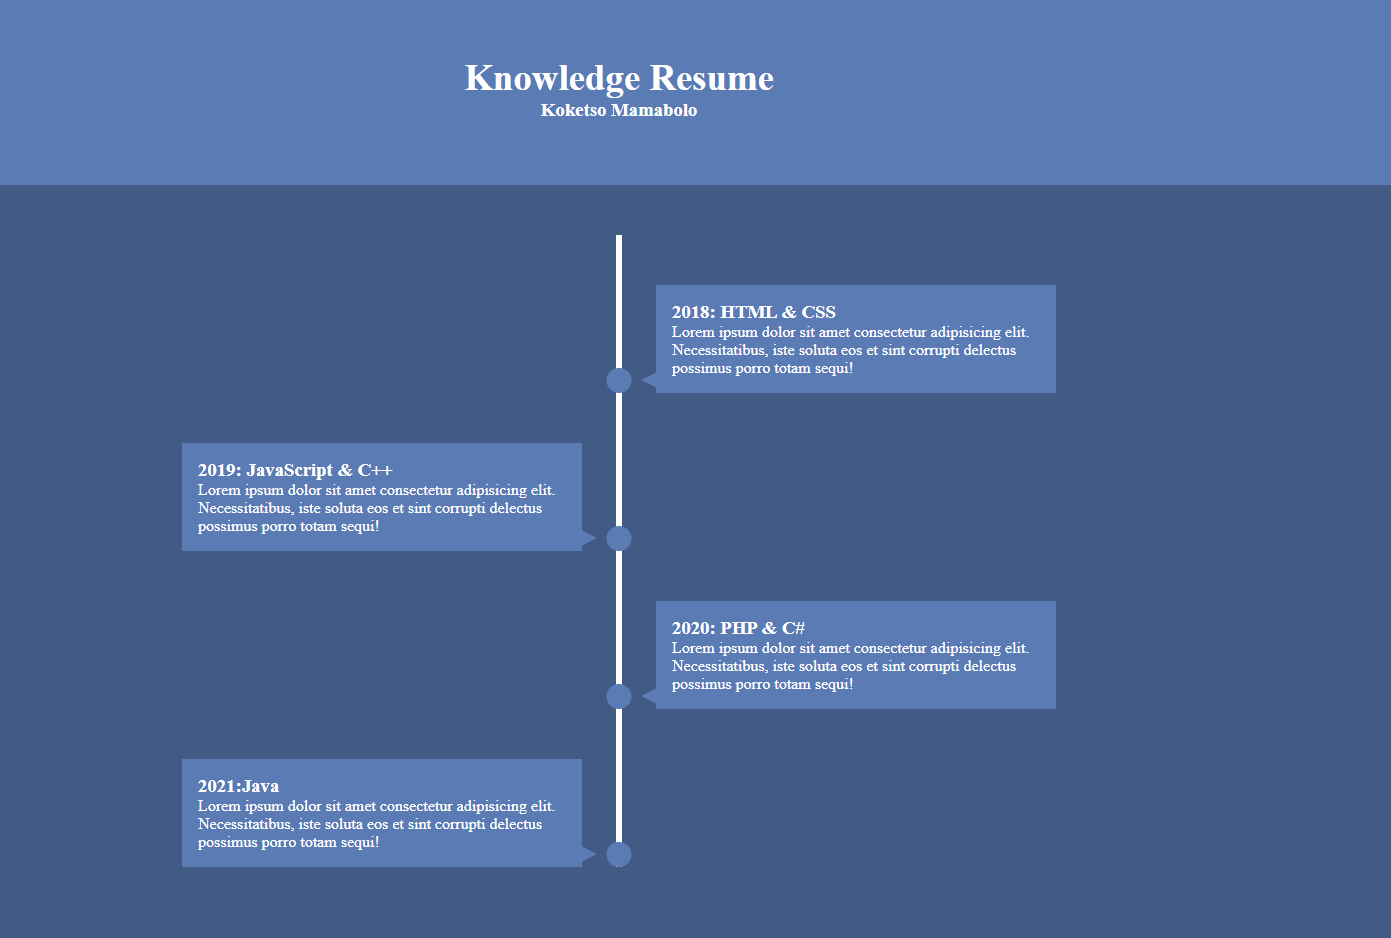 Knowledge Resume
Koketso Mamabolo
2018: HTML & CSS
Lorem ipsum dolor sit amet consectetur adipisicing elit.
Necessitatibus, iste soluta eos et sint corrupti delectus
possimus porro totam sequi!
2019: JavaScript & C++
Lorem ipsum dolor sit amet consectetur adipisicing elit.
Necessitatibus, iste soluta eos et sint corrupti delectus
possimus porro totam sequi!
2020: PHP & C#
Lorem ipsum dolor sit amet consectetur adipisicing elit.
Necessitatibus, iste soluta eos et sint corrupti delectus
possimus porro totam sequi!
2021:Java
Lorem ipsum dolor sit amet consectetur adipisicing elit.
Necessitatibus, iste soluta eos et sint corrupti delectus
possimus porro totam sequi!